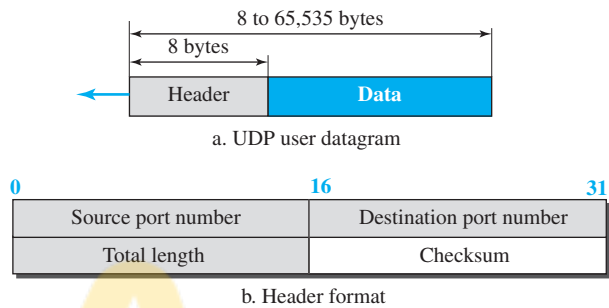 8 to 65,535 bytes
8 bytes
Header Data
a. UDP user datagram
0 16 31
Source port number Destination port number
Total length Checksum
b. Header format